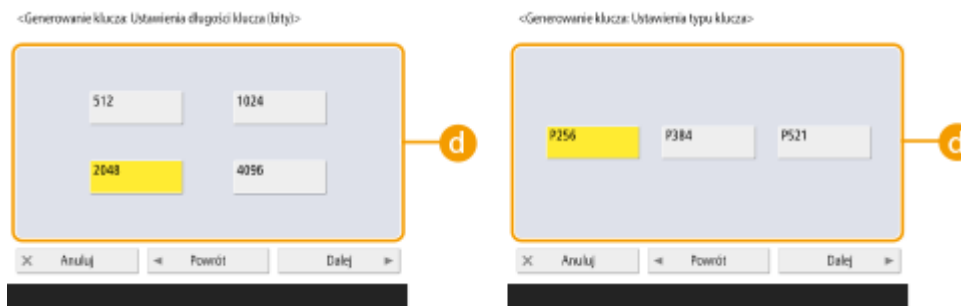 <Generowanie klucza: Ustawienia długości klucza (bity)>
512 1024
2048 4096
d
Anuluj Powrót Dalej
<Generowanie klucza: Ustawienia typu klucza>
P256 P384 P521
d
Anuluj Powrót Dalej